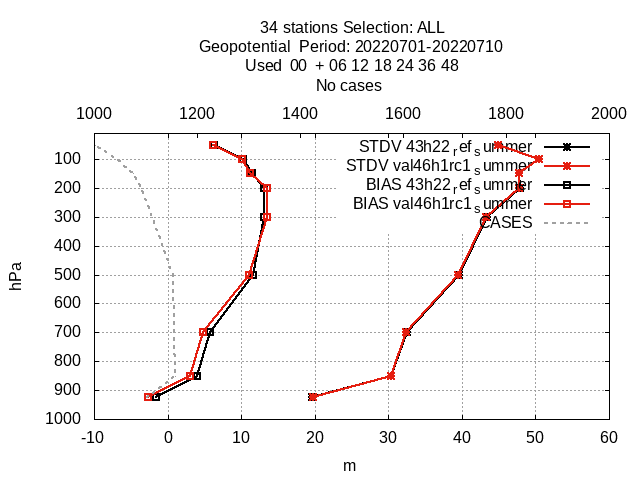 34 stations Selection: ALL
Geopotential Period: 20220701-20220710
Used 00 + 06 12 18 24 36 48
No cases
1000 1200 1400 1600 1800 2000
STDV 43h22_ref_summer
STDV val46h1rc1_summer
BIAS 43h22_ref_summer
BIAS val46h1rc1_summer
CASES
100
200
300
400
500
600
700
800
900
1000
hPa
-10 0 10 20 30 40 50 60
m